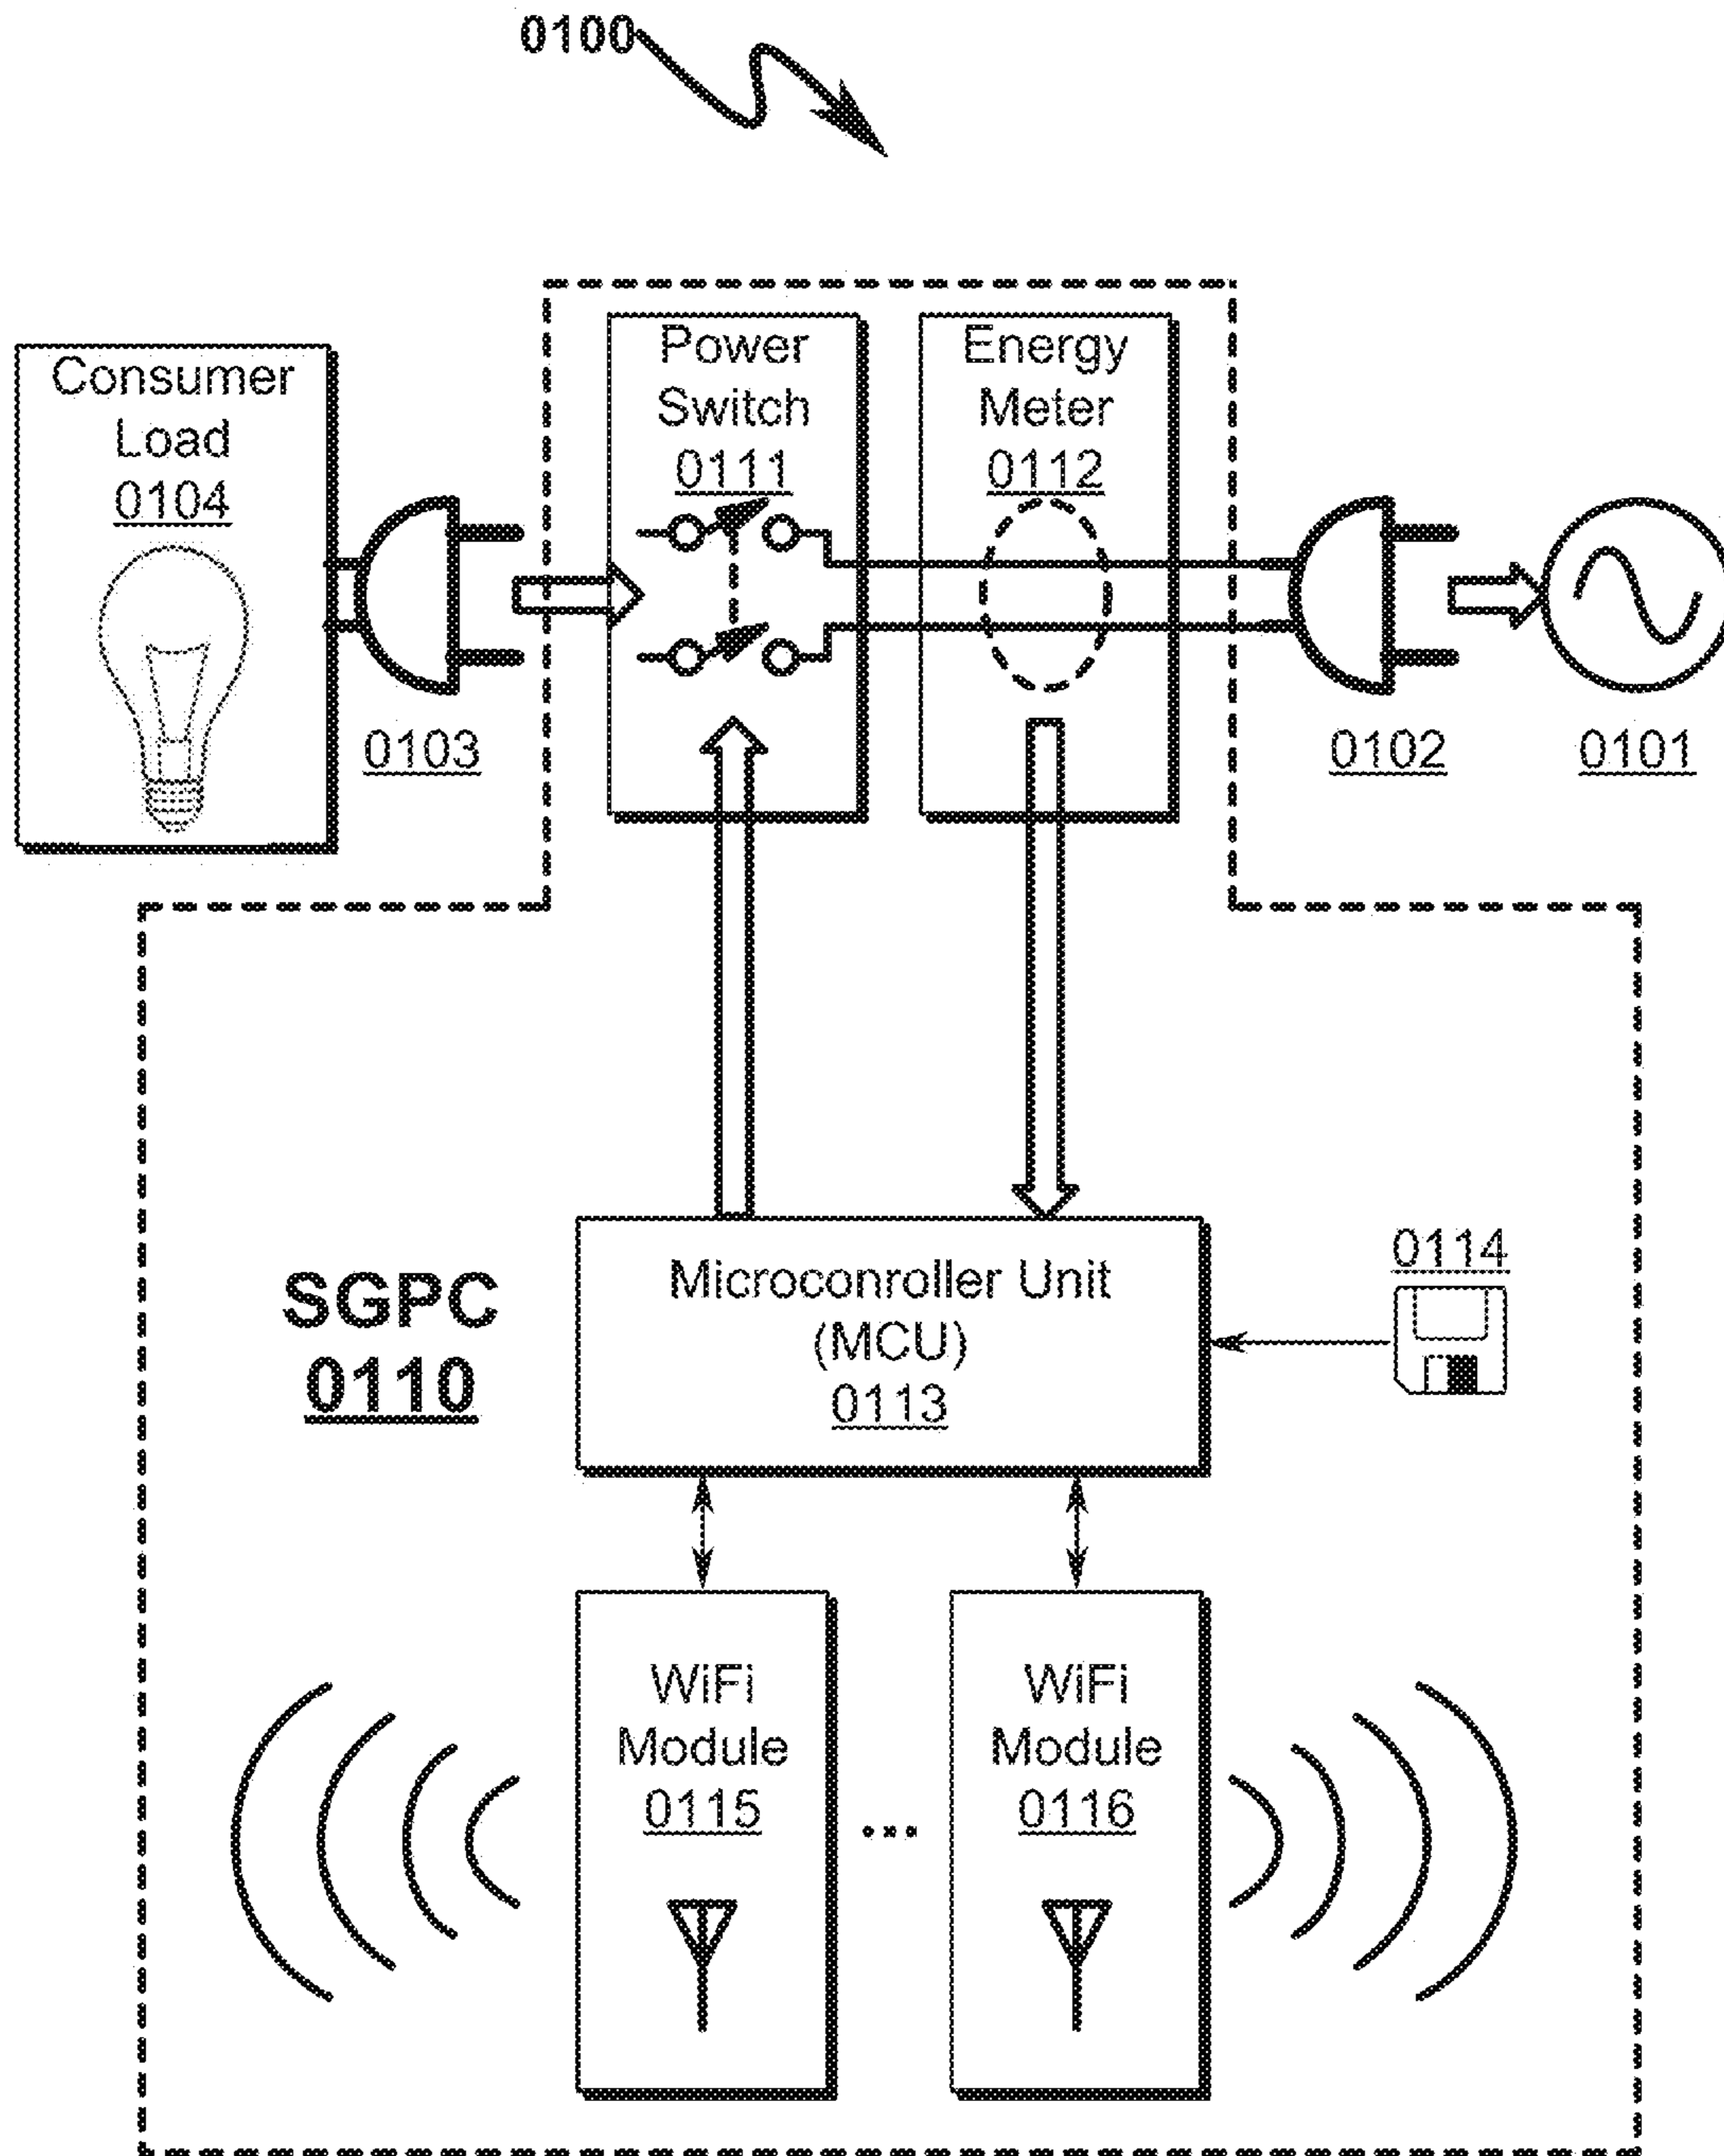 0100
Consumer
Load
0104
Power
Switch
0111
Energy
Meter
0112
0103
0102
0101
SGPC
0110
Microconroller Unit
(MCU)
0113
0114
WiFi
Module
0115
...
WiFi
Module
0116